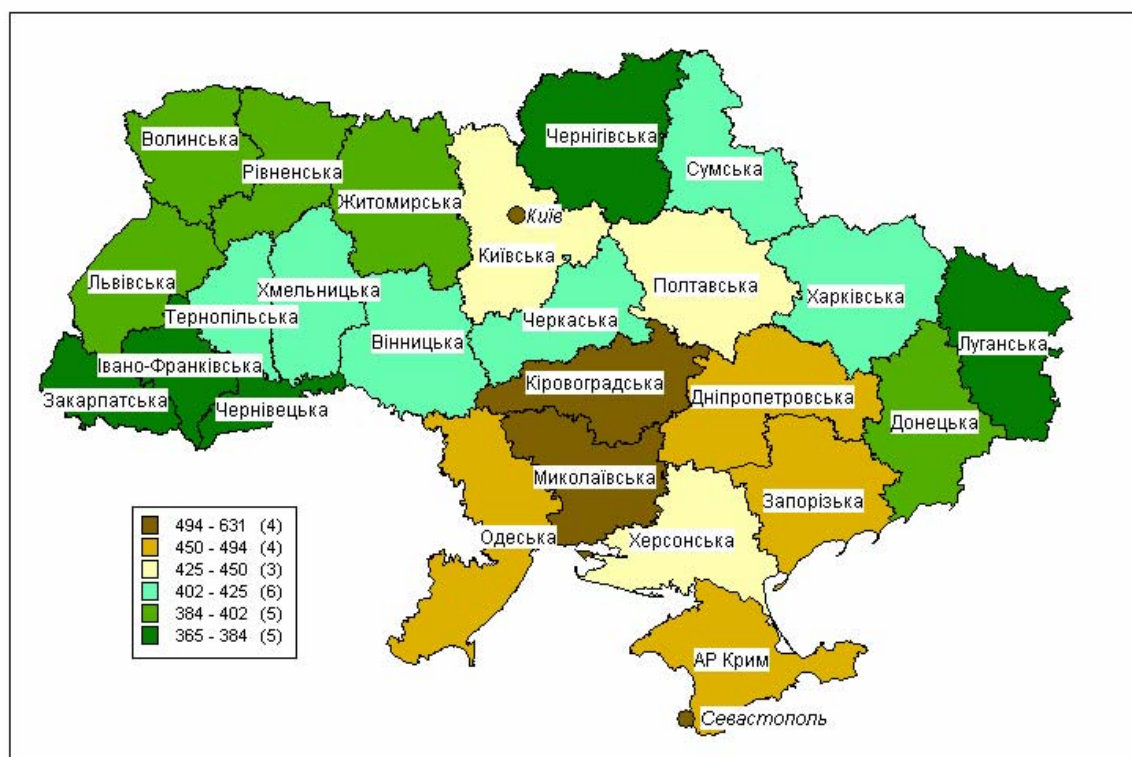 Чернігівська
Волинська
Рівненська
Сумська
Житомирська
Київ
Київська
Львівська
Хмельницька
Полтавська
Харківська
Тернопільська
Черкаська
Вінницька
Луганська
Івано-Франківська
Закарпатська
Чернівецька
Кіровоградська
Дніпропетровська
Донецька
Миколаївська
Запорізька
Одеська
Херсонська
АР Крим
Севастополь
494 - 631 (4)
450 - 494 (4)
425 - 450 (3)
402 - 425 (6)
384 - 402 (5)
365 - 384 (5)